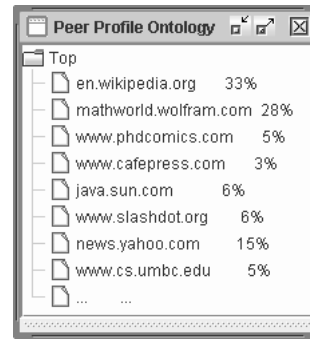 Peer Profile Ontology
Top
en.wikipedia.org 33%
mathworld.wolfram.com 28%
www.phdcomics.com 5%
www.cafepress.com 3%
java.sun.com 6%
www.slashdot.org 6%
news.yahoo.com 15%
www.cs.umbc.edu 5%
... ...